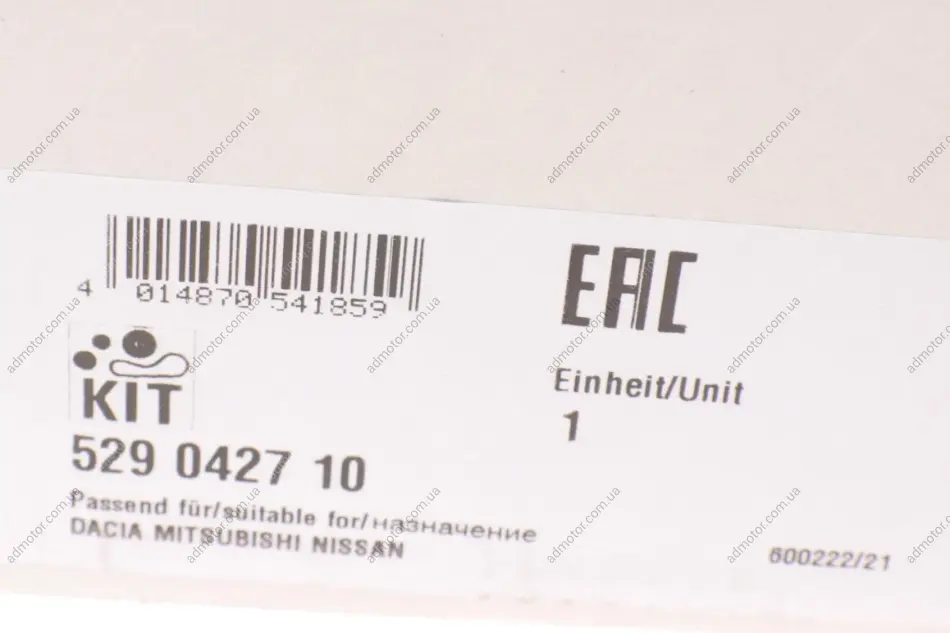 4 014870 541859
EAC
KIT
Einheit/Unit
1
529 0427 10
Passend für/suitable for/назначение
DACIA MITSUBISHI NISSAN
600222/21
admotor.com.ua